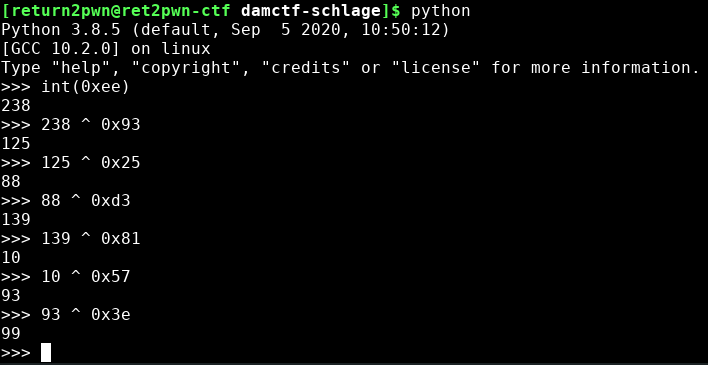 [return2pwn@ret2pwn-ctf damctf-schlage]$ python
Python 3.8.5 (default, Sep  5 2020, 10:50:12)
[GCC 10.2.0] on linux
Type "help", "copyright", "credits" or "license" for more information.
>>> int(0xee)
238
>>> 238 ^ 0x93
125
>>> 125 ^ 0x25
88
>>> 88 ^ 0xd3
139
>>> 139 ^ 0x81
10
>>> 10 ^ 0x57
93
>>> 93 ^ 0x3e
99
>>>